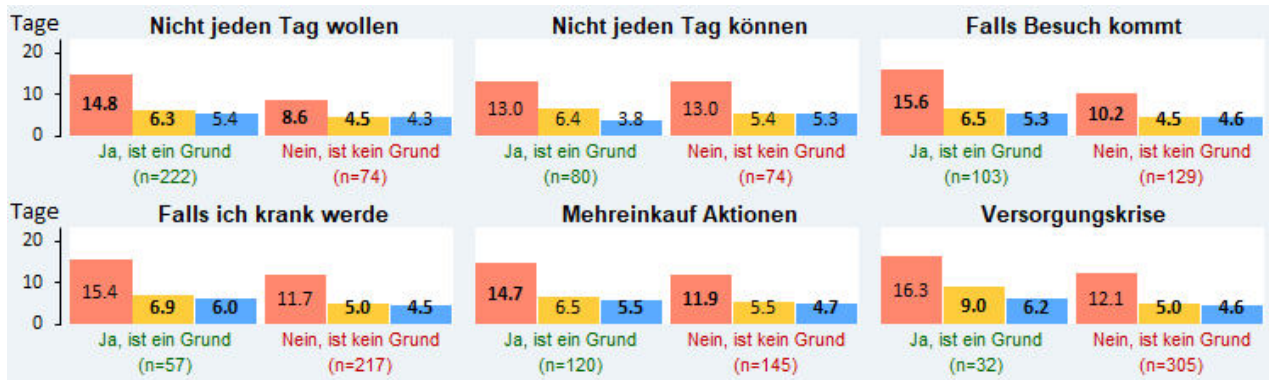 Tage Nicht jeden Tag wollen Nicht jeden Tag können Falls Besuch kommt
20
10
0
14.8 6.3 5.4 8.6 4.5 4.3 13.0 6.4 3.8 13.0 5.4 5.3 15.6 6.5 5.3 10.2 4.5 4.6
Ja, ist ein Grund Nein, ist kein Grund Ja, ist ein Grund Nein, ist kein Grund Ja, ist ein Grund Nein, ist kein Grund
(n=222) (n=74) (n=80) (n=74) (n=103) (n=129)
Tage Falls ich krank werde Mehreinkauf Aktionen Versorgungskrise
20
10
0
15.4 6.9 6.0 11.7 5.0 4.5 14.7 6.5 5.5 11.9 5.5 4.7 16.3 9.0 6.2 12.1 5.0 4.6
Ja, ist ein Grund Nein, ist kein Grund Ja, ist ein Grund Nein, ist kein Grund Ja, ist ein Grund Nein, ist kein Grund
(n=57) (n=217) (n=120) (n=145) (n=32) (n=305)